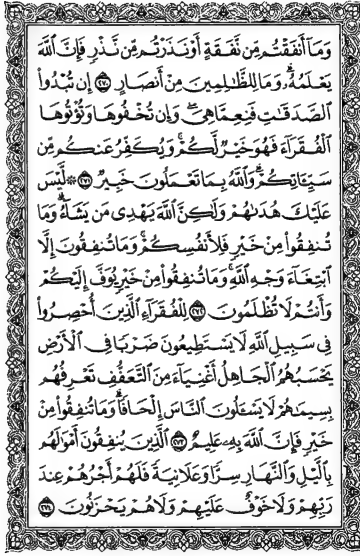 وَمَآ أَنفَقْتُم مِّن نَّفَقَةٍ أَوْ نَذَرْتُم مِّن نَّذْرٍ فَإِنَّ ٱللَّهَ
يَعْلَمُهُۥ ۗ وَمَا لِلظَّـٰلِمِينَ مِنْ أَنصَارٍ ﴿٢٧٠﴾ إِن تُبْدُوا۟
ٱلصَّدَقَـٰتِ فَنِعِمَّا هِىَ ۖ وَإِن تُخْفُوهَا وَتُؤْتُوهَا
ٱلْفُقَرَآءَ فَهُوَ خَيْرٌ لَّكُمْ ۚ وَيُكَفِّرُ عَنكُم مِّن
سَيِّـَٔاتِكُمْ ۗ وَٱللَّهُ بِمَا تَعْمَلُونَ خَبِيرٌ ﴿٢٧١﴾ ۞ لَّيْسَ
عَلَيْكَ هُدَىٰهُمْ وَلَـٰكِنَّ ٱللَّهَ يَهْدِى مَن يَشَآءُ ۗ وَمَا
تُنفِقُوا۟ مِنْ خَيْرٍ فَلِأَنفُسِكُمْ ۚ وَمَا تُنفِقُونَ إِلَّا
ٱبْتِغَآءَ وَجْهِ ٱللَّهِ ۚ وَمَا تُنفِقُوا۟ مِنْ خَيْرٍ يُوَفَّ إِلَيْكُمْ
وَأَنتُمْ لَا تُظْلَمُونَ ﴿٢٧٢﴾ لِلْفُقَرَآءِ ٱلَّذِينَ أُحْصِرُوا۟
فِى سَبِيلِ ٱللَّهِ لَا يَسْتَطِيعُونَ ضَرْبًا فِى ٱلْأَرْضِ
يَحْسَبُهُمُ ٱلْجَاهِلُ أَغْنِيَآءَ مِنَ ٱلتَّعَفُّفِ تَعْرِفُهُم
بِسِيمَـٰهُمْ لَا يَسْـَٔلُونَ ٱلنَّاسَ إِلْحَافًا ۗ وَمَا تُنفِقُوا۟ مِنْ
خَيْرٍ فَإِنَّ ٱللَّهَ بِهِۦ عَلِيمٌ ﴿٢٧٣﴾ ٱلَّذِينَ يُنفِقُونَ أَمْوَٰلَهُم
بِٱلَّيْلِ وَٱلنَّهَارِ سِرًّا وَعَلَانِيَةً فَلَهُمْ أَجْرُهُمْ عِندَ
رَبِّهِمْ وَلَا خَوْفٌ عَلَيْهِمْ وَلَا هُمْ يَحْزَنُونَ ﴿٢٧٤﴾